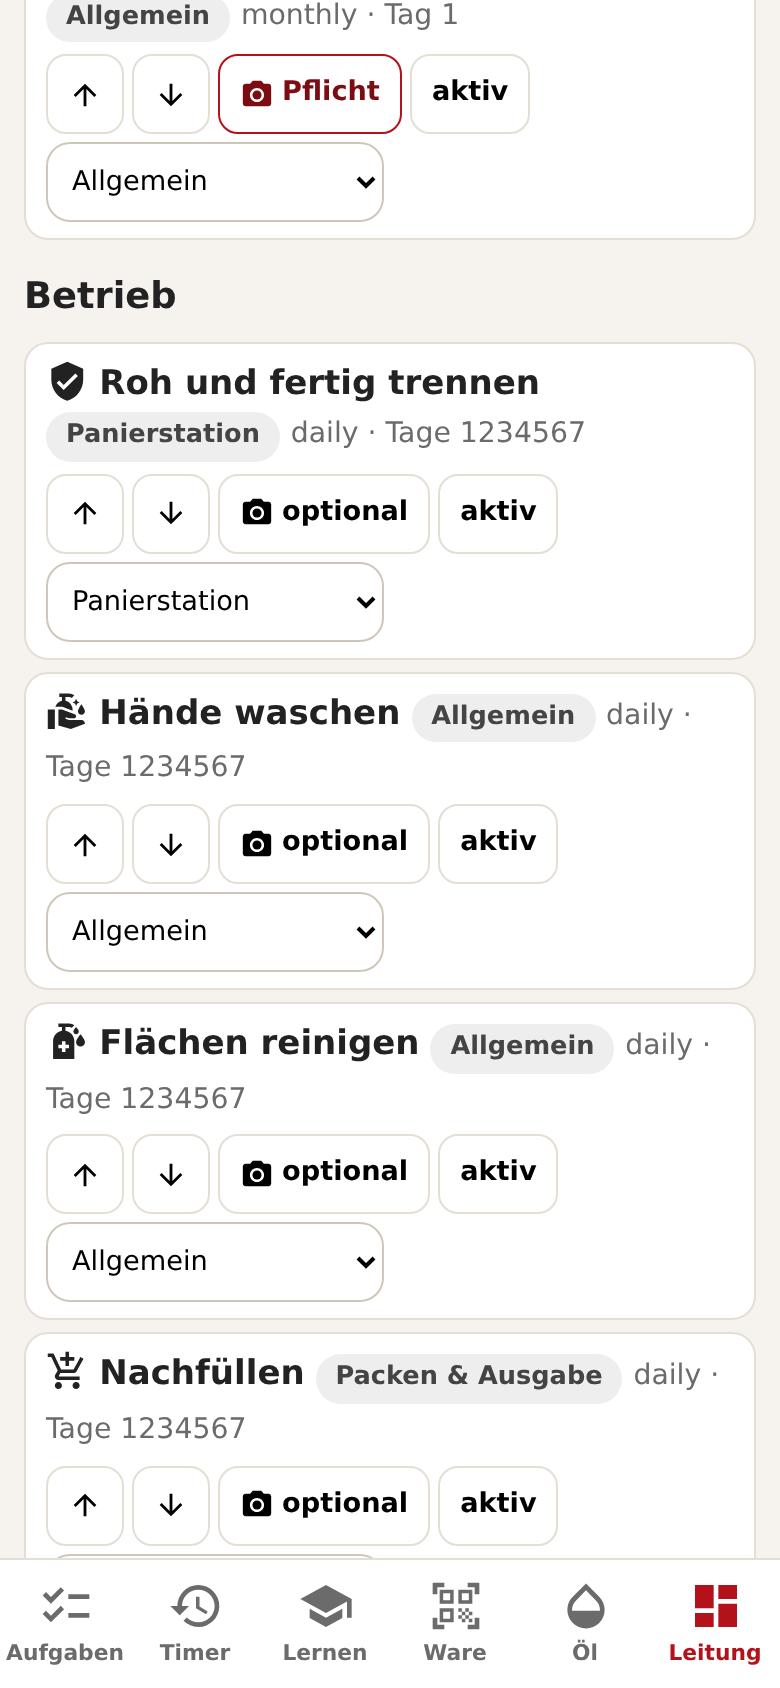 Allgemein monthly · Tag 1
↑ ↓ Pflicht aktiv
Allgemein
Betrieb
Roh und fertig trennen
Panierstation daily · Tage 1234567
↑ ↓ optional aktiv
Panierstation
Hände waschen Allgemein daily ·
Tage 1234567
↑ ↓ optional aktiv
Allgemein
Flächen reinigen Allgemein daily ·
Tage 1234567
↑ ↓ optional aktiv
Allgemein
Nachfüllen Packen & Ausgabe daily ·
Tage 1234567
↑ ↓ optional aktiv
Aufgaben Timer Lernen Ware Öl Leitung